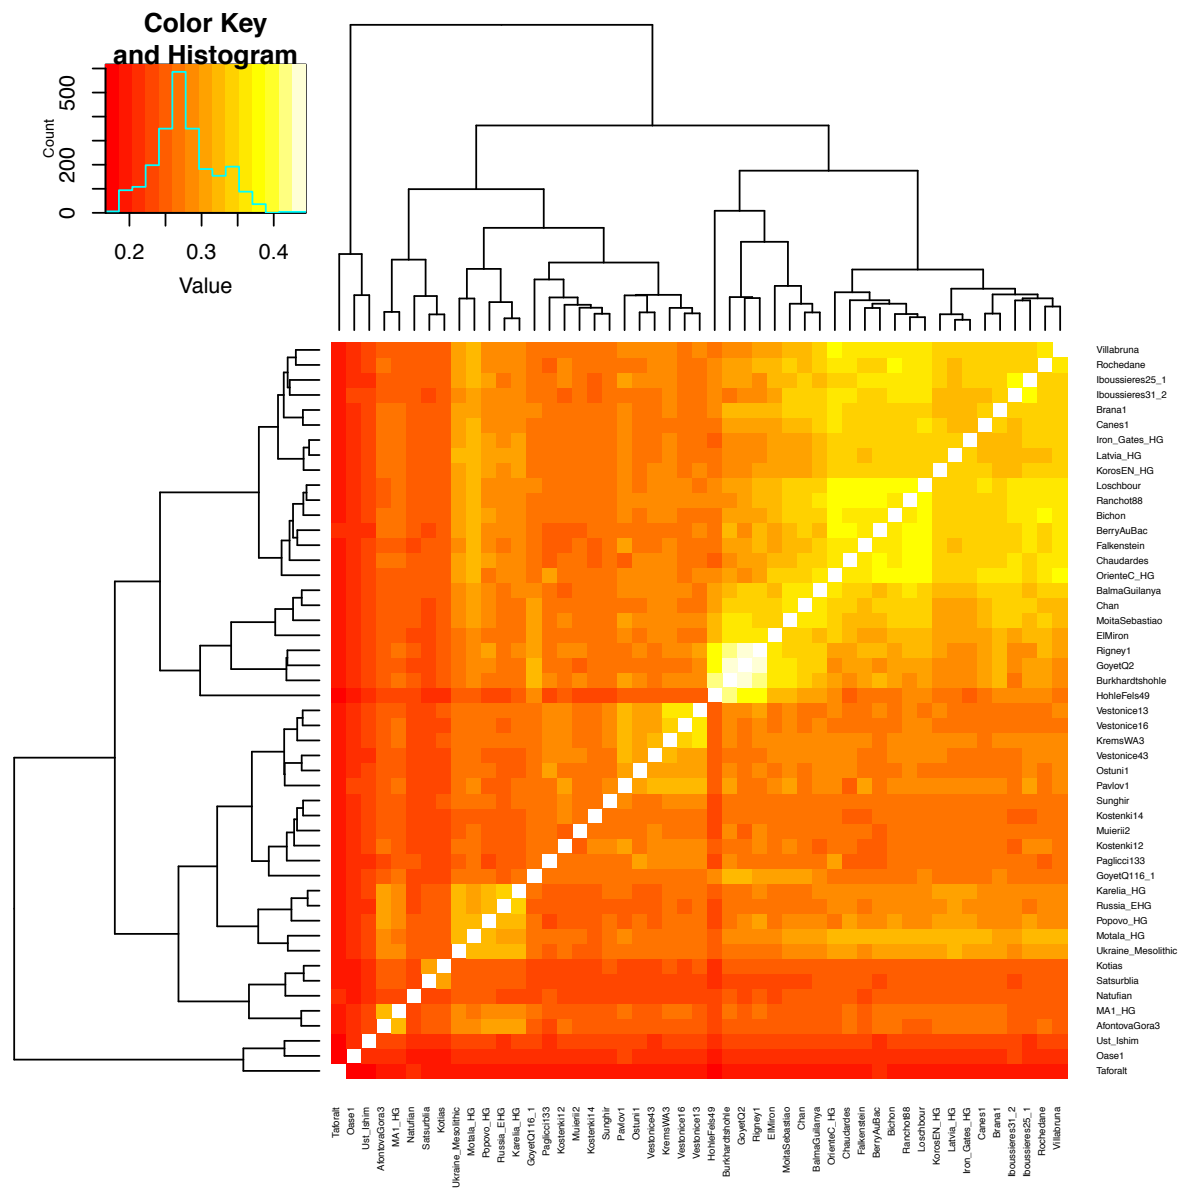 Color Key
and Histogram
Count
0
200
500
0.2 0.3 0.4
Value
Villabruna
Rochedane
Iboussieres25_1
Iboussieres31_2
Brana1
Canes1
Iron_Gates_HG
Latvia_HG
KorosEN_HG
Loschbour
Ranchot88
Bichon
BerryAuBac
Falkenstein
Chaudardes
OrienteC_HG
BalmaGuilanya
Chan
MoitaSebastiao
ElMiron
Rigney1
GoyetQ2
Burkhardtshohle
HohleFels49
Vestonice13
Vestonice16
KremsWA3
Vestonice43
Ostuni1
Pavlov1
Sunghir
Kostenki14
Muierii2
Kostenki12
Paglicci133
GoyetQ116_1
Karelia_HG
Russia_EHG
Popovo_HG
Motala_HG
Ukraine_Mesolithic
Kotias
Satsurblia
Natufian
MA1_HG
AfontovaGora3
Ust_Ishim
Oase1
Taforalt
Taforalt
Oase1
Ust_Ishim
AfontovaGora3
MA1_HG
Natufian
Satsurblia
Kotias
Ukraine_Mesolithic
Motala_HG
Popovo_HG
Russia_EHG
Karelia_HG
GoyetQ116_1
Paglicci133
Kostenki12
Muierii2
Kostenki14
Sunghir
Pavlov1
Ostuni1
Vestonice43
KremsWA3
Vestonice16
Vestonice13
HohleFels49
Burkhardtshohle
GoyetQ2
Rigney1
ElMiron
MoitaSebastiao
Chan
BalmaGuilanya
OrienteC_HG
Chaudardes
Falkenstein
BerryAuBac
Bichon
Ranchot88
Loschbour
KorosEN_HG
Latvia_HG
Iron_Gates_HG
Canes1
Brana1
Iboussieres31_2
Iboussieres25_1
Rochedane
Villabruna